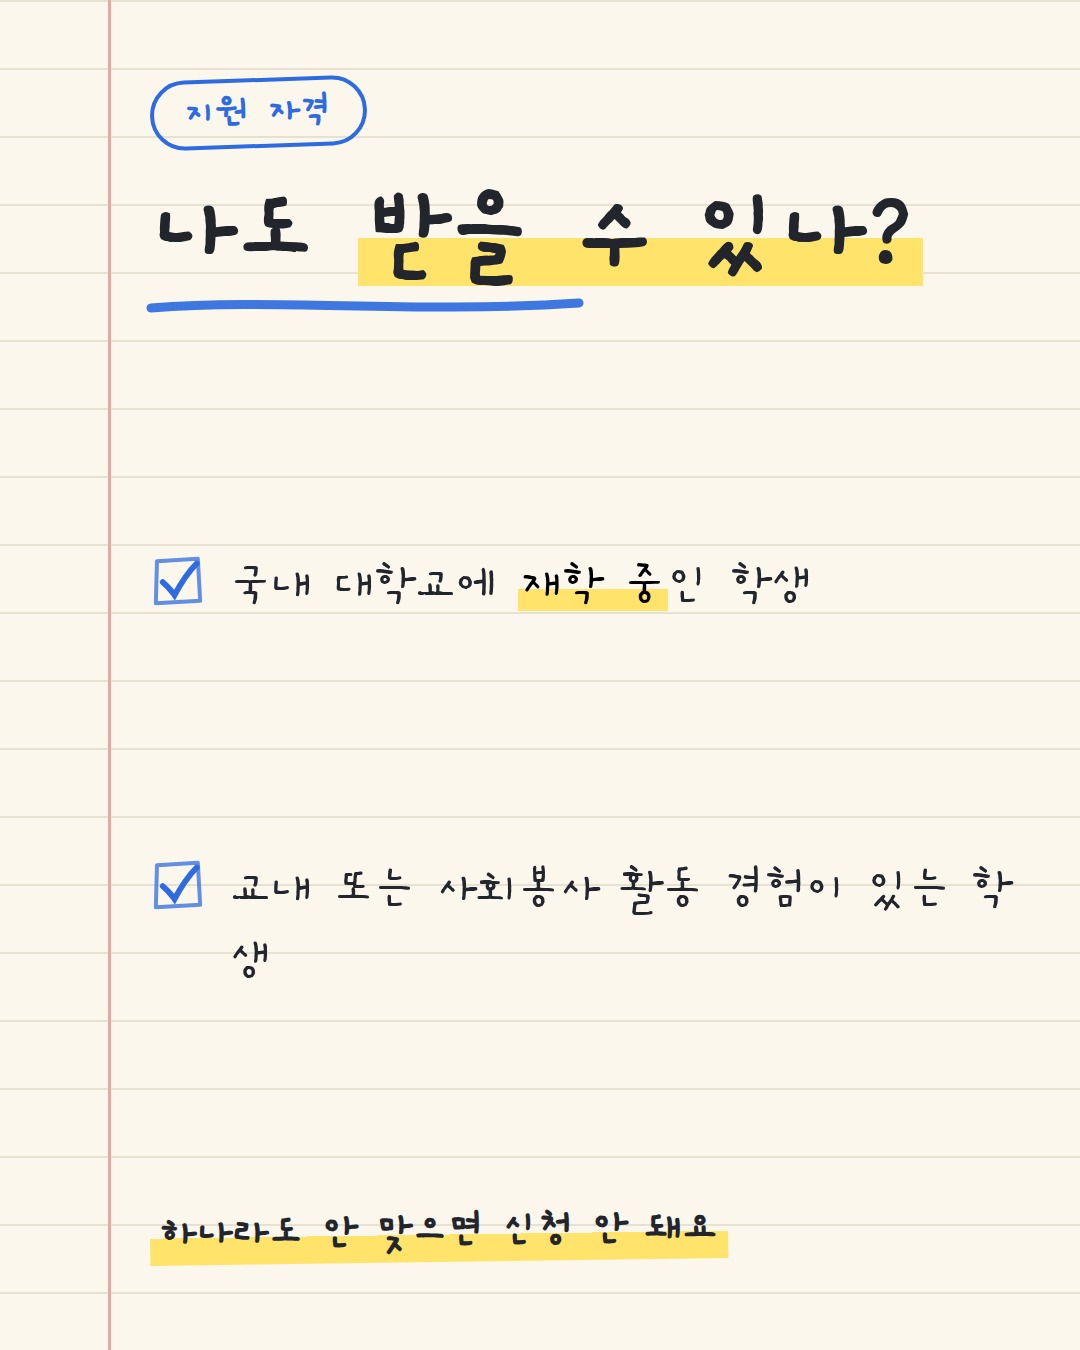 지원 자격
나도 받을 수 있나?
국내 대학교에 재학 중인 학생
교내 또는 사회봉사 활동 경험이 있는 학
생
하나라도 안 맞으면 신청 안 돼요